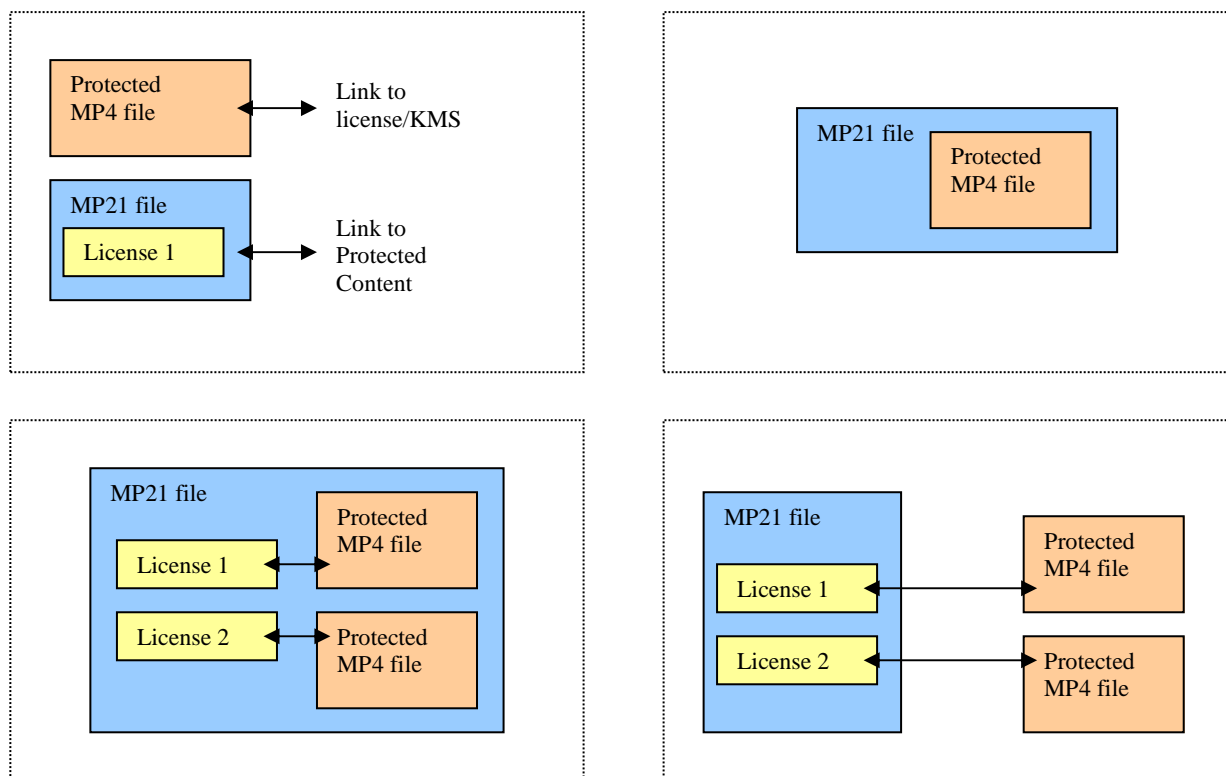 Protected
MP4 file
Link to
license/KMS
MP21 file
License 1
Link to
Protected
Content
MP21 file
Protected
MP4 file
MP21 file
Protected
MP4 file
License 1
License 2
Protected
MP4 file
MP21 file
Protected
MP4 file
License 1
License 2
Protected
MP4 file